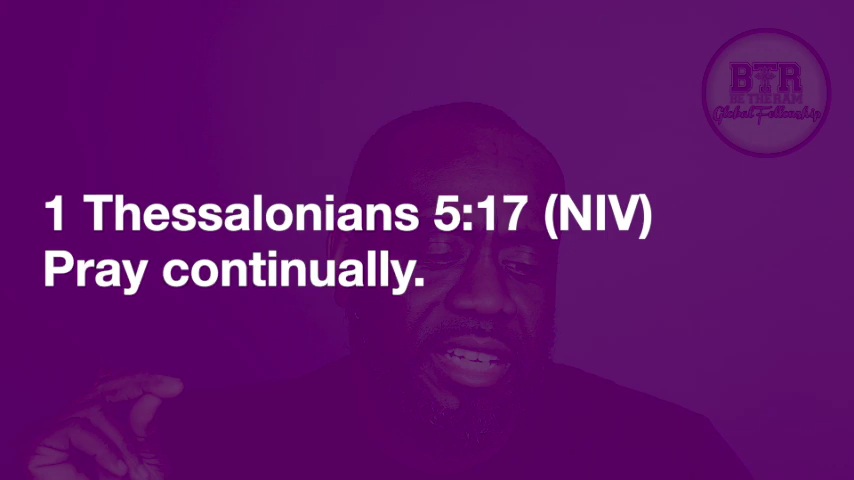 BTR
BE THE RAM
Global Fellowship
1 Thessalonians 5:17 (NIV)
Pray continually.